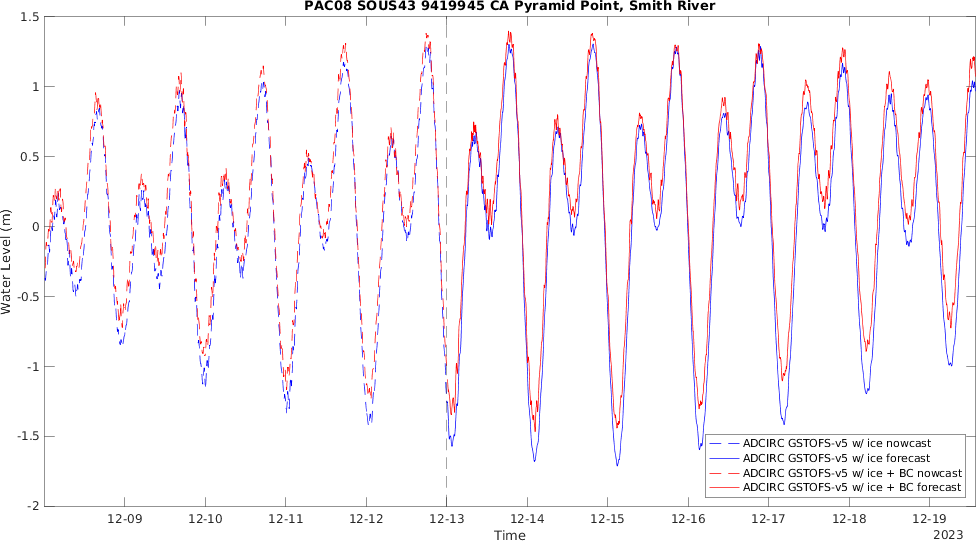 PAC08 SOUS43 9419945 CA Pyramid Point, Smith River
Water Level (m)
1.5
1
0.5
0
-0.5
-1
-1.5
-2
ADCIRC GSTOFS-v5 w/ ice nowcast
ADCIRC GSTOFS-v5 w/ ice forecast
ADCIRC GSTOFS-v5 w/ ice + BC nowcast
ADCIRC GSTOFS-v5 w/ ice + BC forecast
12-09 12-10 12-11 12-12 12-13 12-14 12-15 12-16 12-17 12-18 12-19
Time
2023